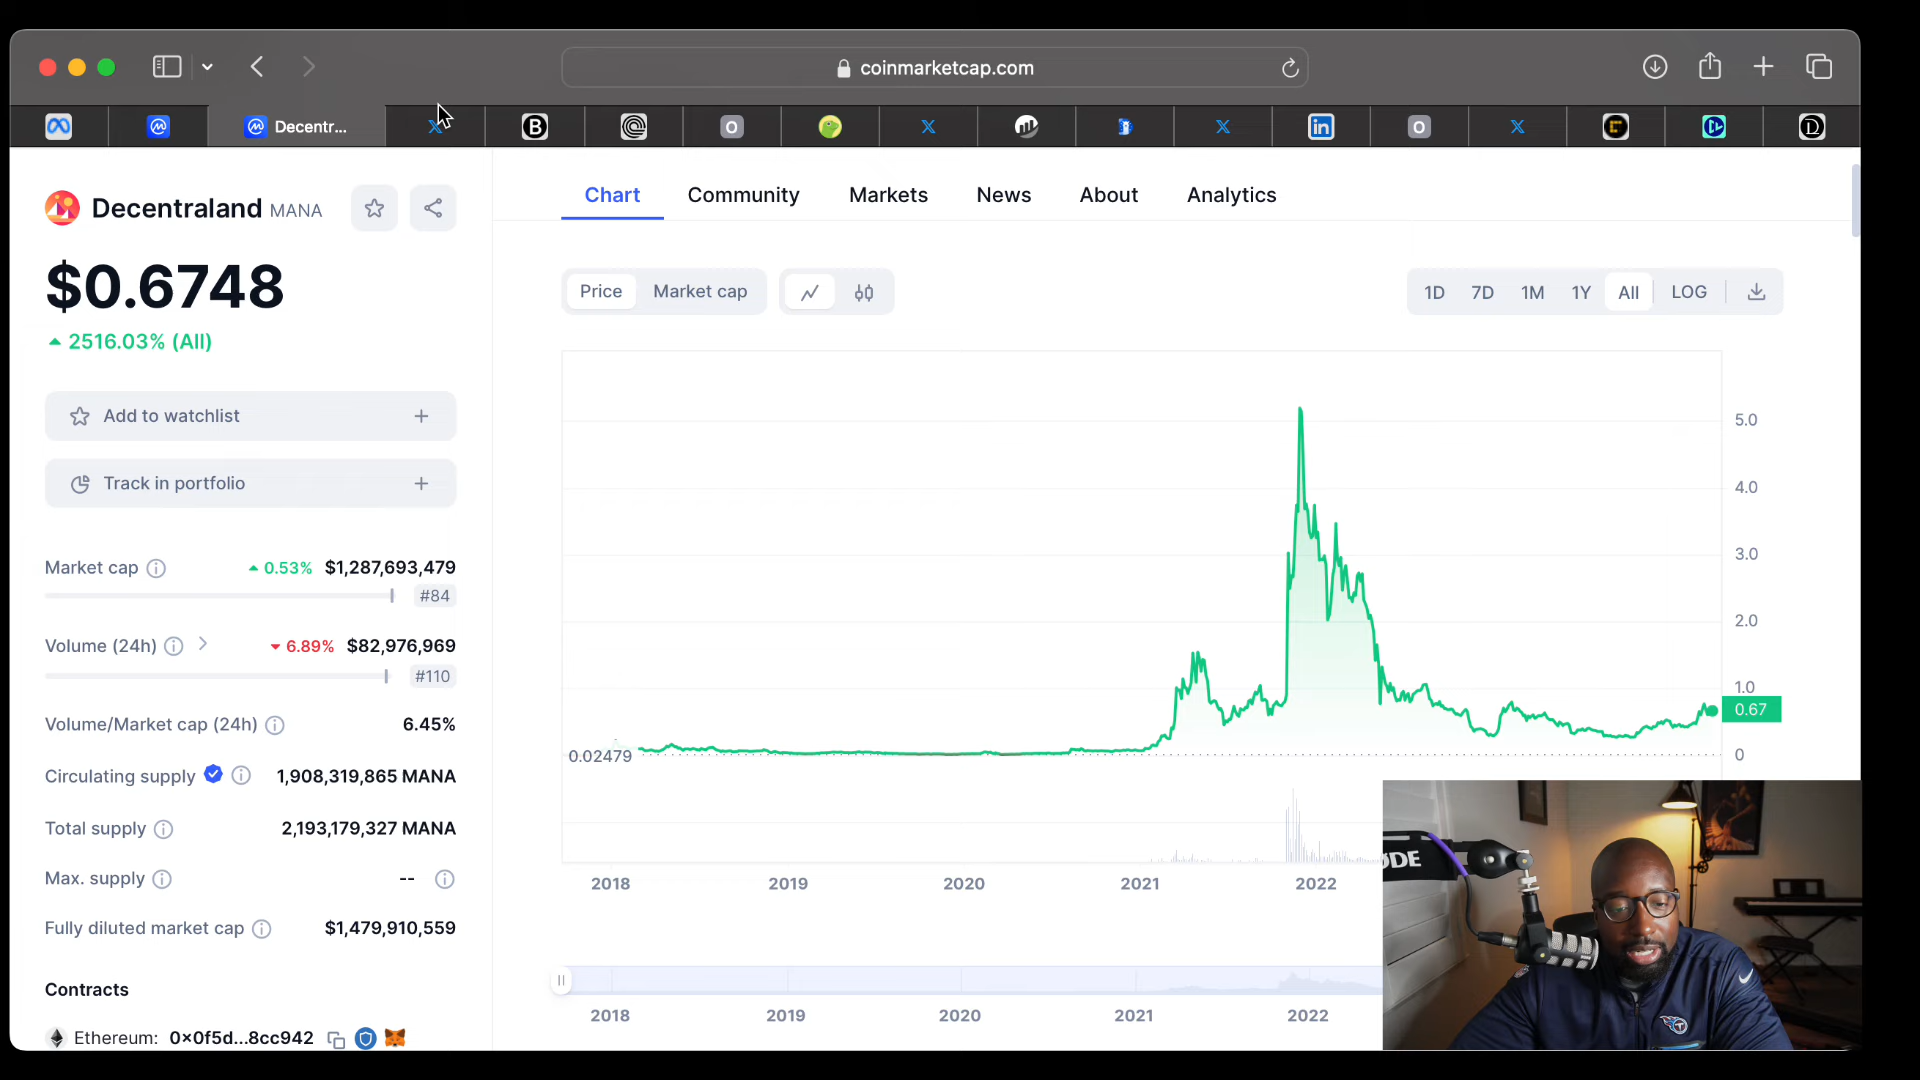 coinmarketcap.com
Decentr...
Decentraland MANA
$0.6748
2516.03% (All)
Add to watchlist
Track in portfolio
Market cap 0.53% $1,287,693,479
#84
Volume (24h) 6.89% $82,976,969
#110
Volume/Market cap (24h) 6.45%
Circulating supply 1,908,319,865 MANA
Total supply 2,193,179,327 MANA
Max. supply --
Fully diluted market cap $1,479,910,559
Contracts
Ethereum: 0x0f5d...8cc942
Chart Community Markets News About Analytics
Price Market cap
1D 7D 1M 1Y All LOG
5.0
4.0
3.0
2.0
1.0
0.67
0
0.02479
2018 2019 2020 2021 2022
2018 2019 2020 2021 2022
ØDE